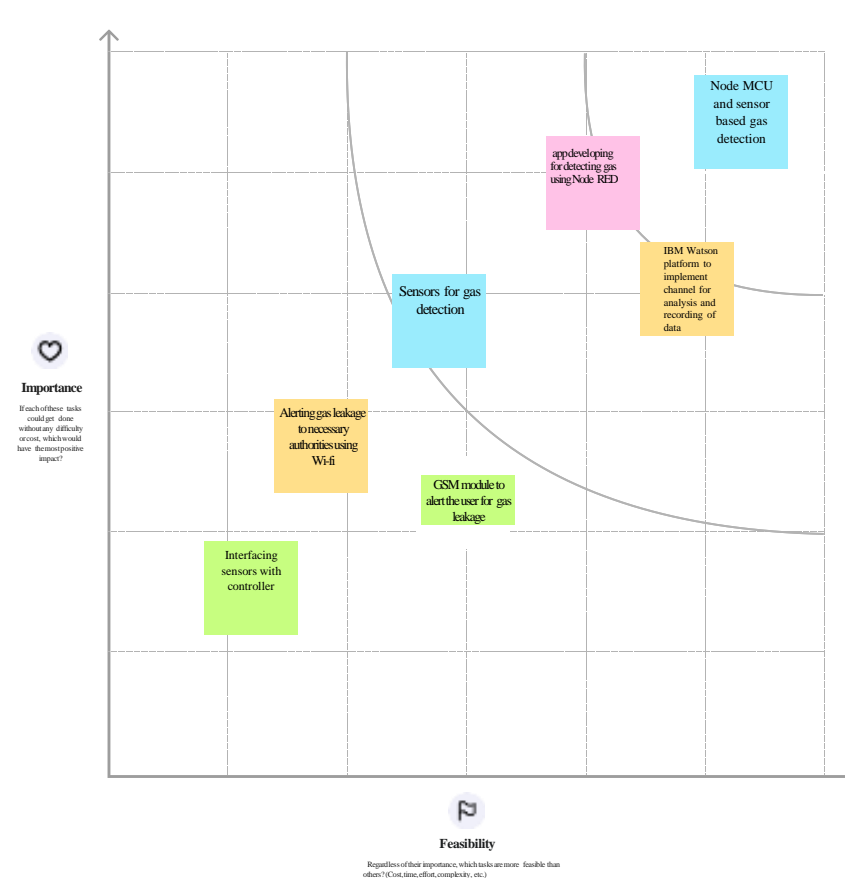 Node MCU
and sensor
based gas
detection
app developing
for detecting gas
using Node RED
IBM Watson
platform to
implement
channel for
analysis and
recording of
data
Sensors for gas
detection
Importance
If each of these tasks
could get done
without any difficulty
or cost, which would
have the most positive
impact?
Alerting gas leakage
to necessary
authorities using
Wi-fi
GSM module to
alert the user for gas
leakage
Interfacing
sensors with
controller
Feasibility
Regardless of their importance, which tasks are more feasible than
others? (Cost, time, effort, complexity, etc.)